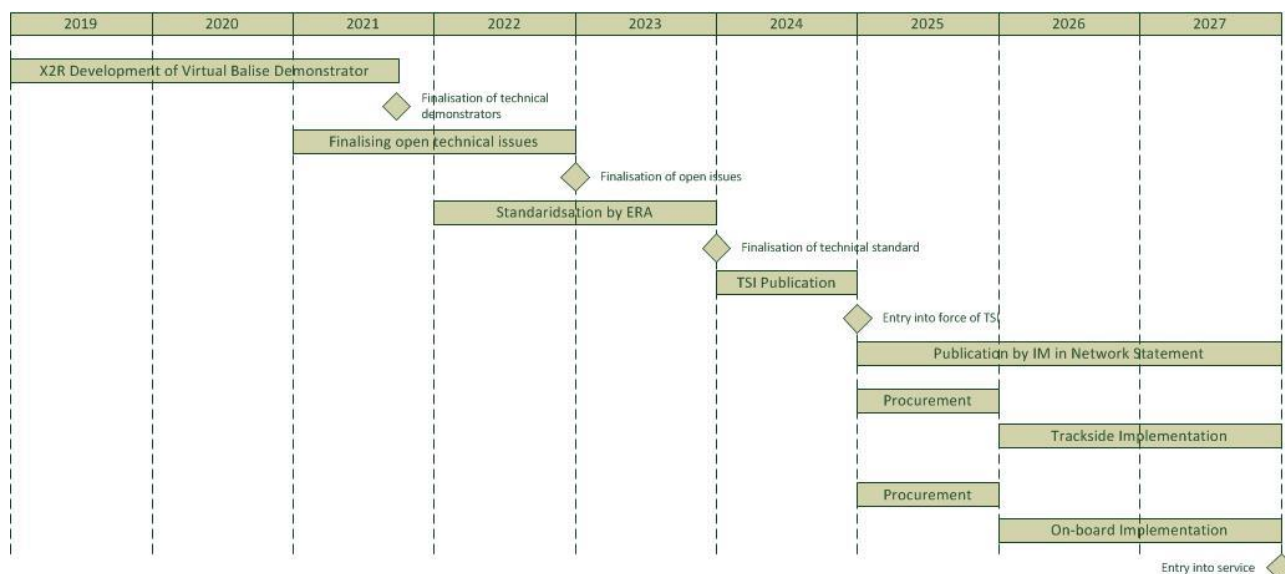 2019 2020 2021 2022 2023 2024 2025 2026 2027
X2R Development of Virtual Balise Demonstrator
Finalisation of technical
demonstrators
Finalising open technical issues
Finalisation of open issues
Standaridsation by ERA
Finalisation of technical standard
TSI Publication
Entry into force of TSI
Publication by IM in Network Statement
Procurement
Trackside Implementation
Procurement
On-board Implementation
Entry into service